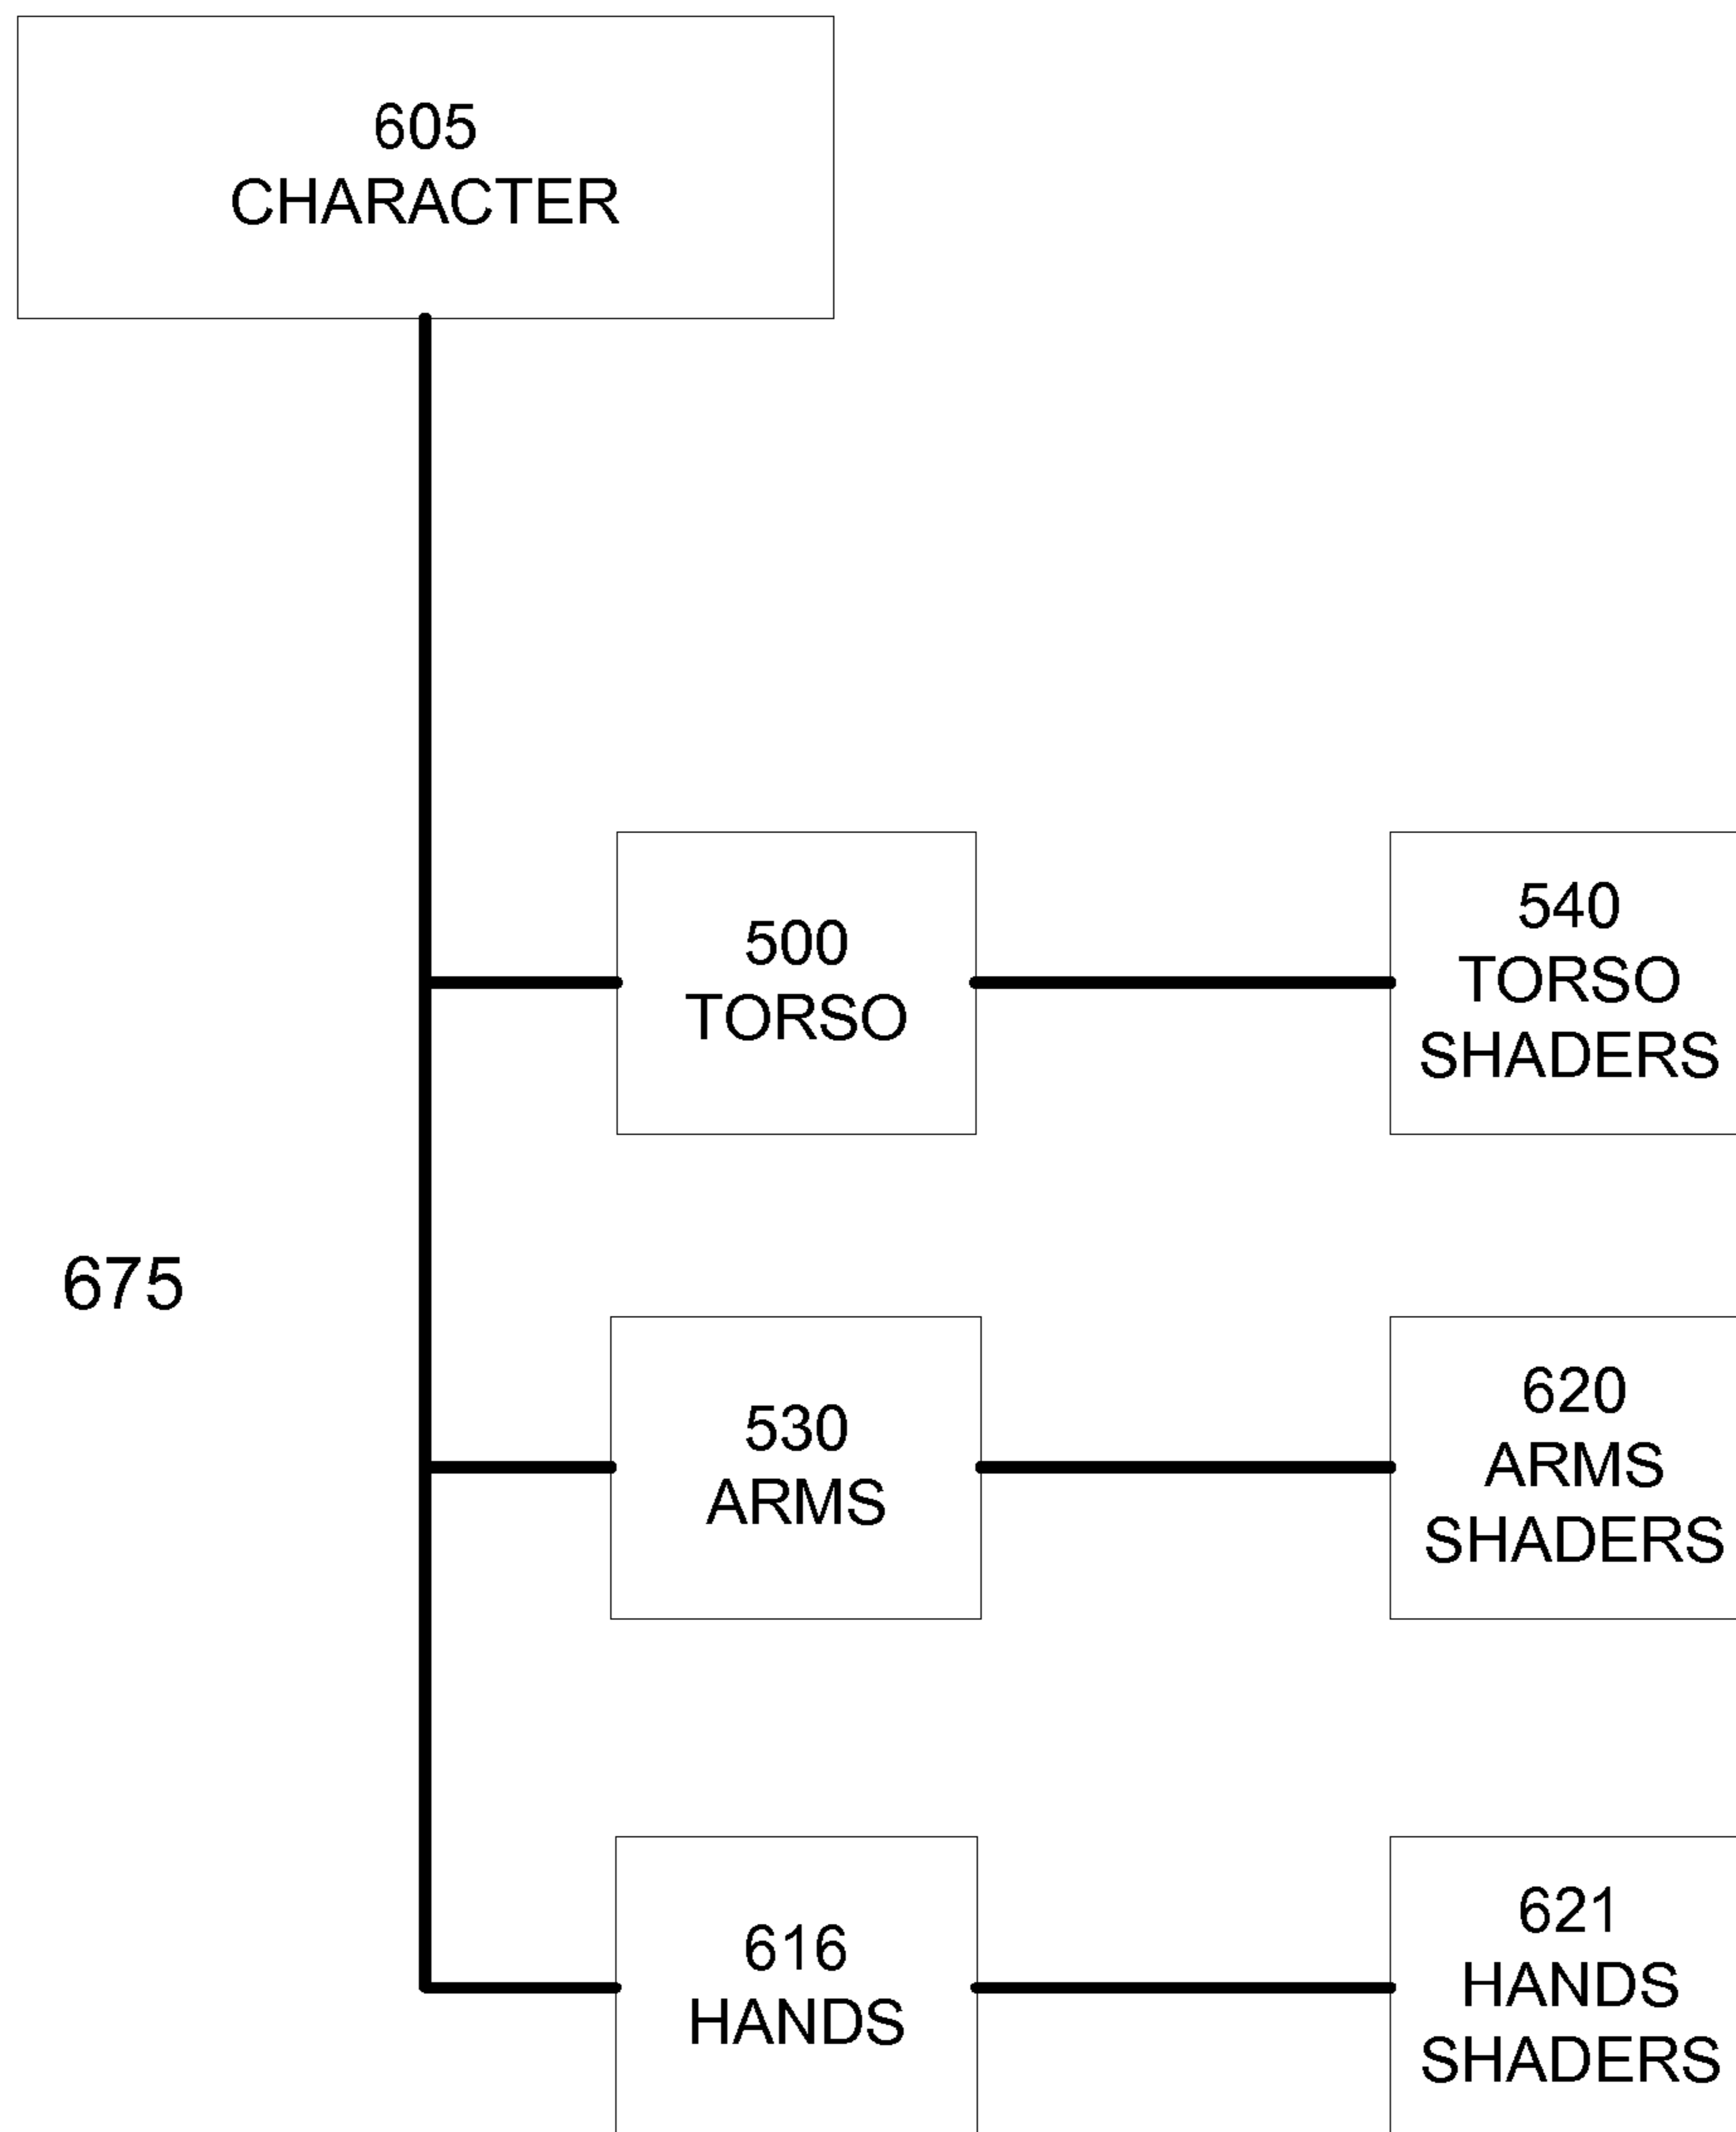 605
CHARACTER
500
TORSO
540
TORSO
SHADERS
675
530
ARMS
620
ARMS
SHADERS
616
HANDS
621
HANDS
SHADERS